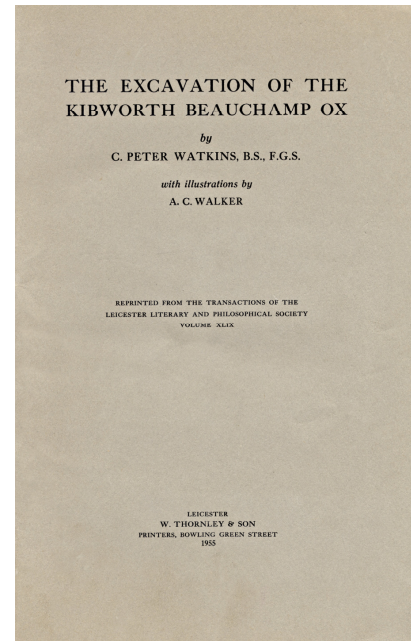 THE EXCAVATION OF THE
KIBWORTH BEAUCHAMP OX
by
C. PETER WATKINS, B.S., F.G.S.
with illustrations by
A. C. WALKER
REPRINTED FROM THE TRANSACTIONS OF THE
LEICESTER LITERARY AND PHILOSOPHICAL SOCIETY
VOLUME XLIX
LEICESTER
W. THORNLEY & SON
PRINTERS, BOWLING GREEN STREET
1955